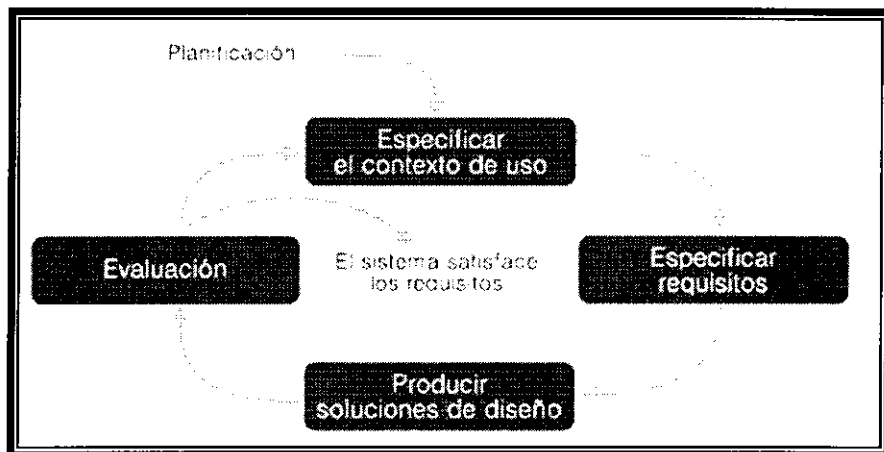 Planificación
Especificar
el contexto de uso
Evaluación
El sistema satisface
los requisitos
Especificar
requisitos
Producir
soluciones de diseño